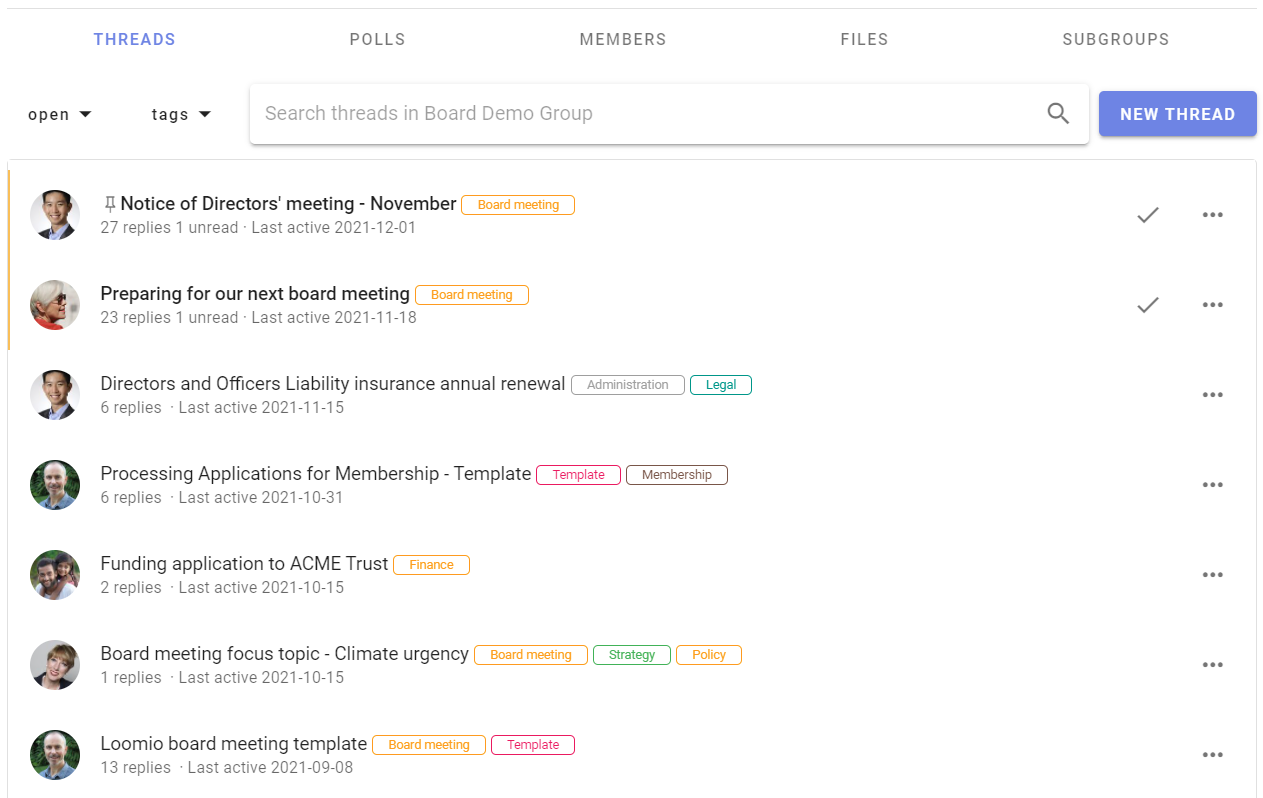 THREADS POLLS MEMBERS FILES SUBGROUPS
open tags Search threads in Board Demo Group NEW THREAD
Notice of Directors' meeting - November Board meeting
27 replies 1 unread · Last active 2021-12-01
Preparing for our next board meeting Board meeting
23 replies 1 unread · Last active 2021-11-18
Directors and Officers Liability insurance annual renewal Administration Legal
6 replies · Last active 2021-11-15
Processing Applications for Membership - Template Template Membership
6 replies · Last active 2021-10-31
Funding application to ACME Trust Finance
2 replies · Last active 2021-10-15
Board meeting focus topic - Climate urgency Board meeting Strategy Policy
1 replies · Last active 2021-10-15
Loomio board meeting template Board meeting Template
13 replies · Last active 2021-09-08